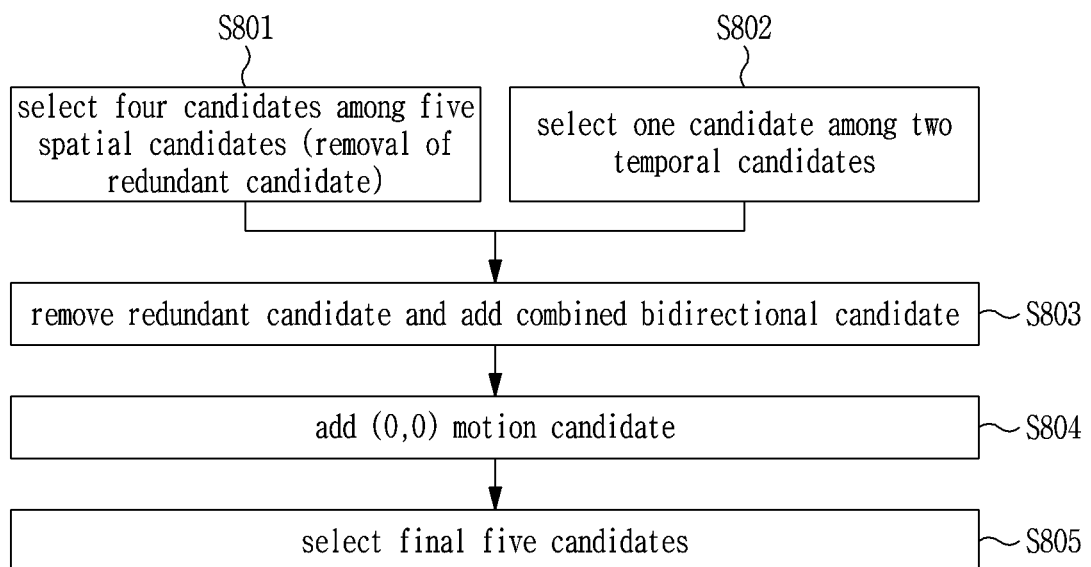 S801
S802
select four candidates among five
spatial candidates (removal of
redundant candidate)
select one candidate among two
temporal candidates
remove redundant candidate and add combined bidirectional candidate
S803
add (0,0) motion candidate
S804
select final five candidates
S805